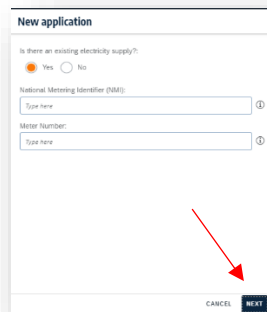 New application
Is there an existing electricity supply?:
Yes No
National Metering Identifier (NMI):
Type here
Meter Number:
Type here
CANCEL NEXT